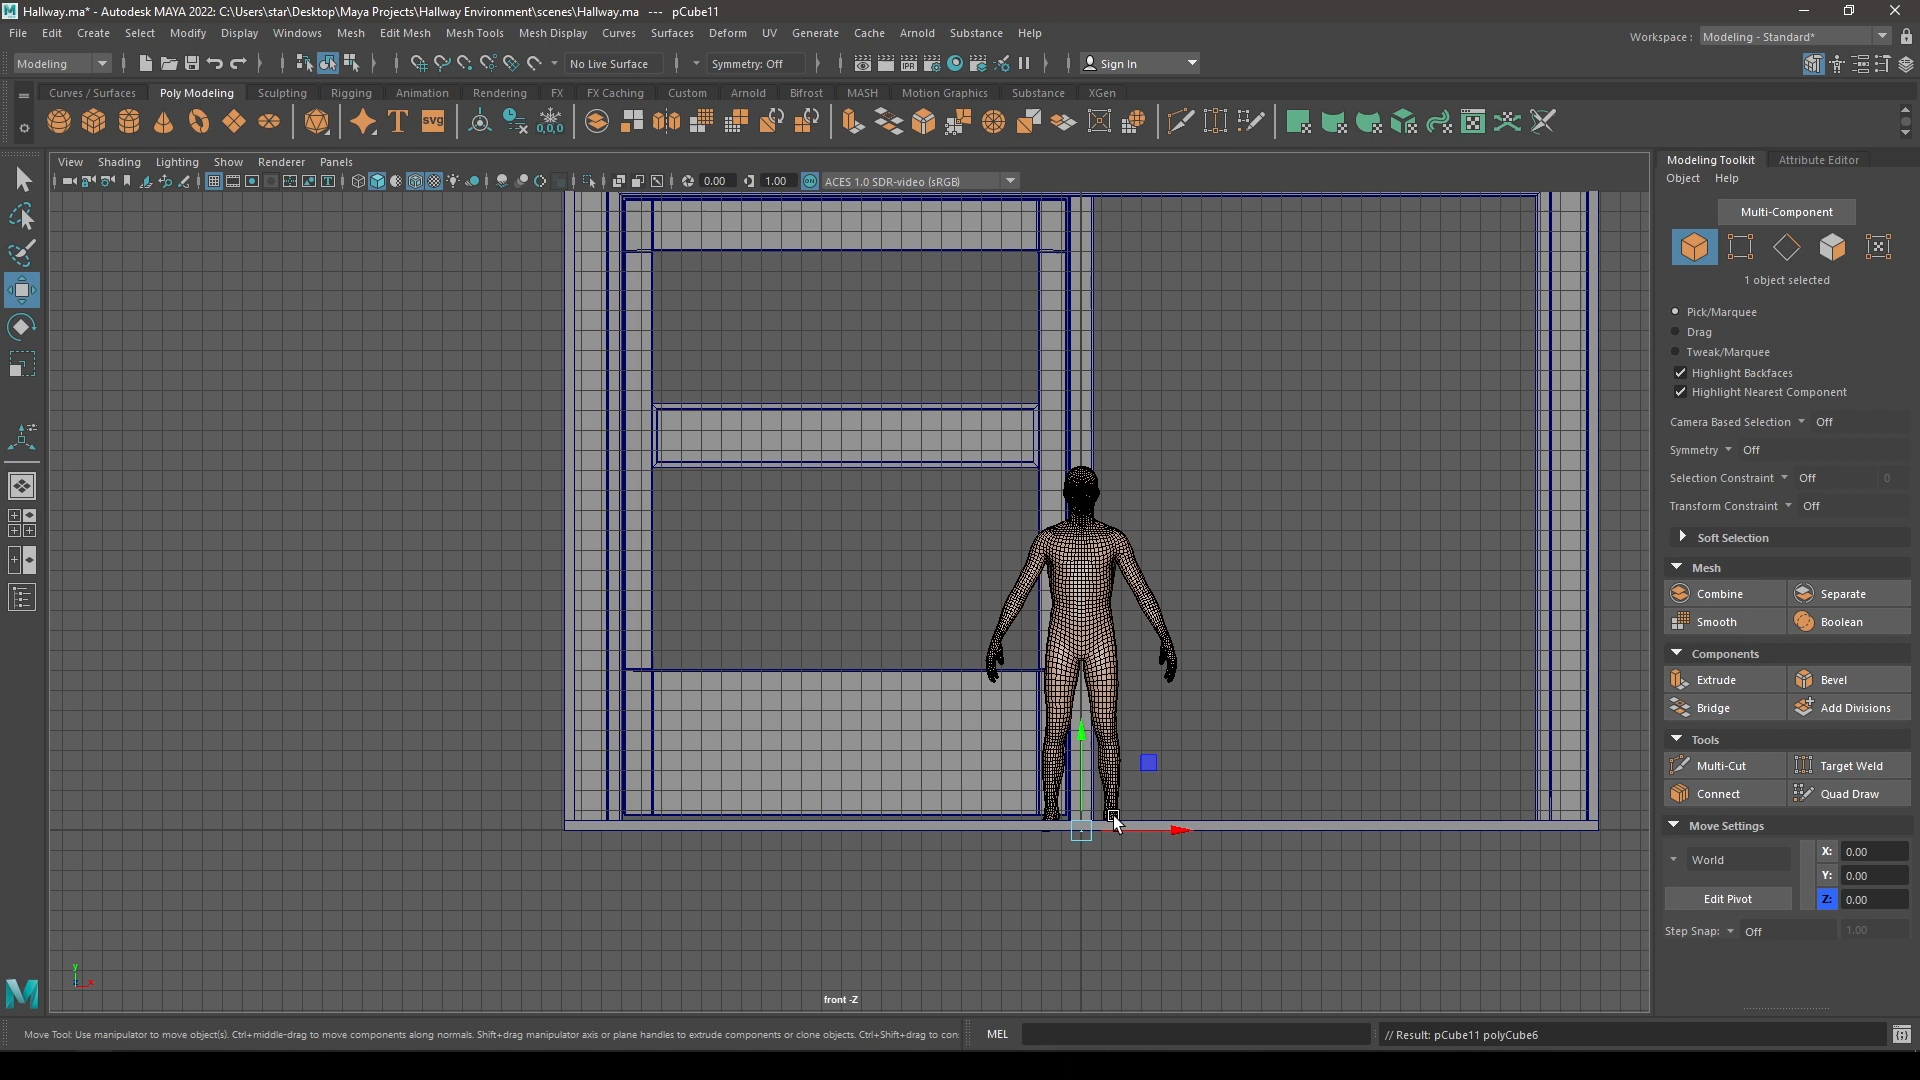 Hallway.ma* - Autodesk MAYA 2022: C:\Users\star\Desktop\Maya Projects\Hallway Environment\scenes\Hallway.ma --- pCube11
File Edit Create Select Modify Display Windows Mesh Edit Mesh Mesh Tools Mesh Display Curves Surfaces Deform UV Generate Cache Arnold Substance Help
Workspace : Modeling - Standard*
Modeling No Live Surface Symmetry: Off Sign In
Curves / Surfaces Poly Modeling Sculpting Rigging Animation Rendering FX FX Caching Custom Arnold Bifrost MASH Motion Graphics Substance XGen
T svg 0,0,0
View Shading Lighting Show Renderer Panels
0.00 1.00 ON ACES 1.0 SDR-video (sRGB)
Modeling Toolkit Attribute Editor
Object Help
Multi-Component
1 object selected
Pick/Marquee
Drag
Tweak/Marquee
Highlight Backfaces
Highlight Nearest Component
Camera Based Selection Off
Symmetry Off
Selection Constraint Off 0
Transform Constraint Off
Soft Selection
Mesh
Combine Separate
Smooth Boolean
Components
Extrude Bevel
Bridge Add Divisions
Tools
Multi-Cut Target Weld
Connect Quad Draw
Move Settings
World X: 0.00
Y: 0.00
Edit Pivot Z: 0.00
Step Snap: Off 1.00
y
z x
front -Z
M
Move Tool: Use manipulator to move object(s). Ctrl+middle-drag to move components along normals. Shift+drag manipulator axis or plane handles to extrude components or clone objects. Ctrl+Shift+drag to con
MEL // Result: pCube11 polyCube6